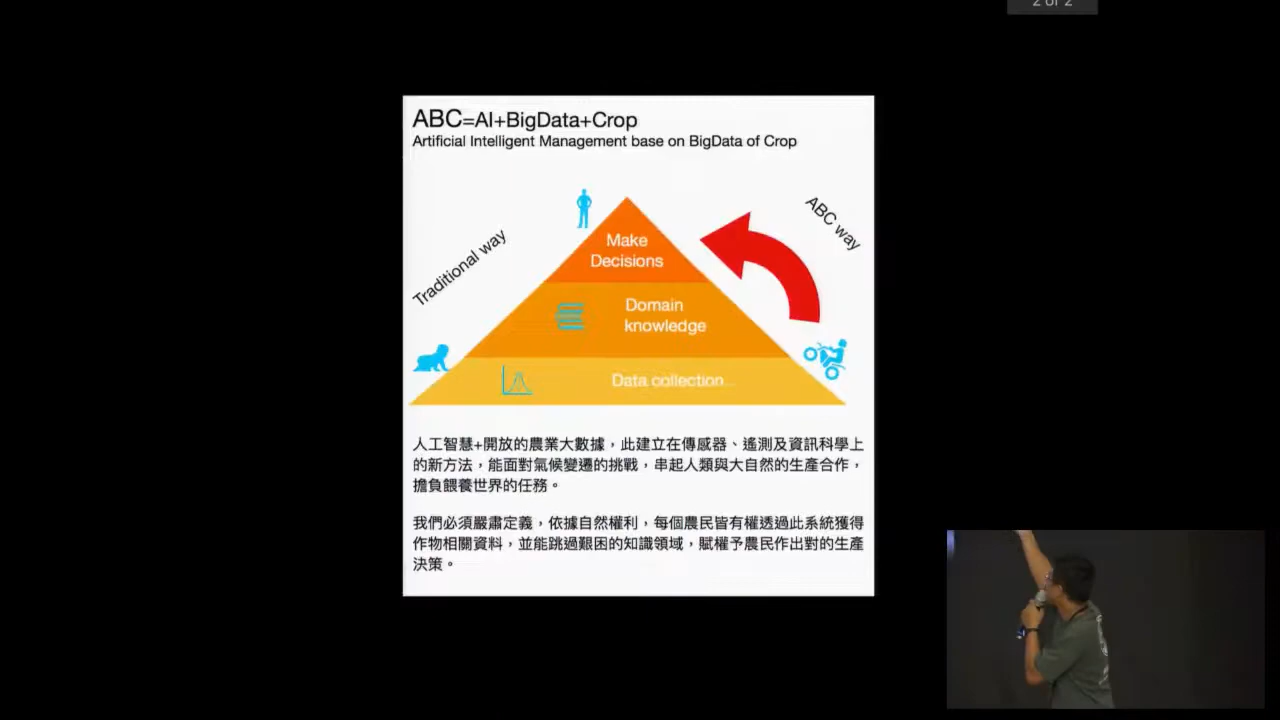 2 of 2
ABC=AI+BigData+Crop
Artificial Intelligent Management base on BigData of Crop
Traditional way
ABC way
Make
Decisions
Domain
knowledge
Data collection...
人工智慧+開放的農業大數據，此建立在傳感器、遙測及資訊科學上
的新方法，能面對氣候變遷的挑戰，串起人類與大自然的生產合作，
擔負餵養世界的任務。
我們必須嚴肅定義，依據自然權利，每個農民皆有權透過此系統獲得
作物相關資料，並能跳過艱困的知識領域，賦權予農民作出對的生產
決策。